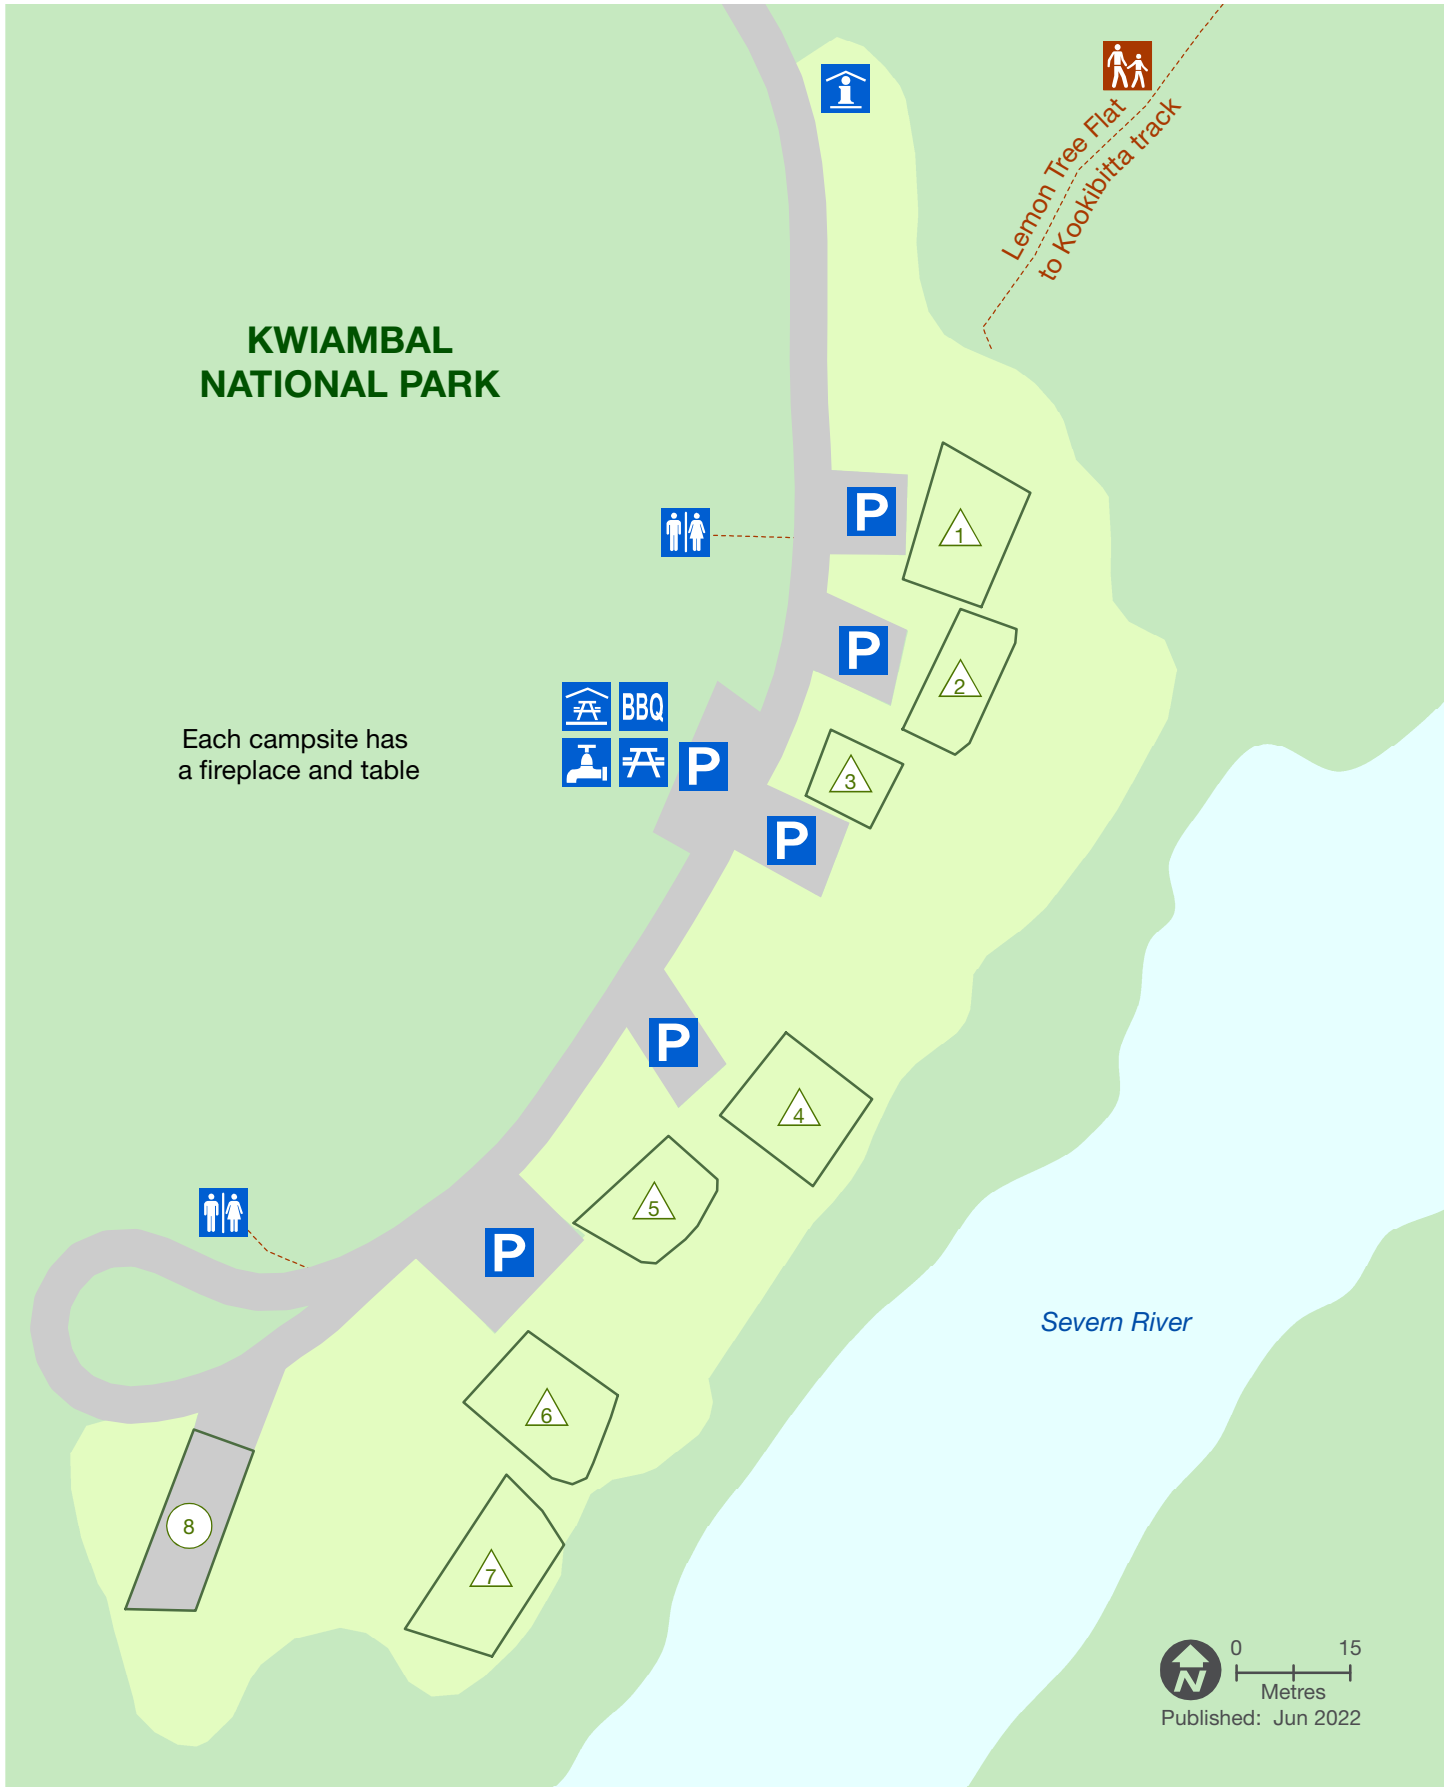 Lemon Tree Flat
to Kookibitta track
KWIAMBAL
NATIONAL PARK
P
1
P
2
BBQ
P
Each campsite has
a fireplace and table
3
P
P
4
5
P
Severn River
6
8
7
N
0 15
Metres
Published: Jun 2022